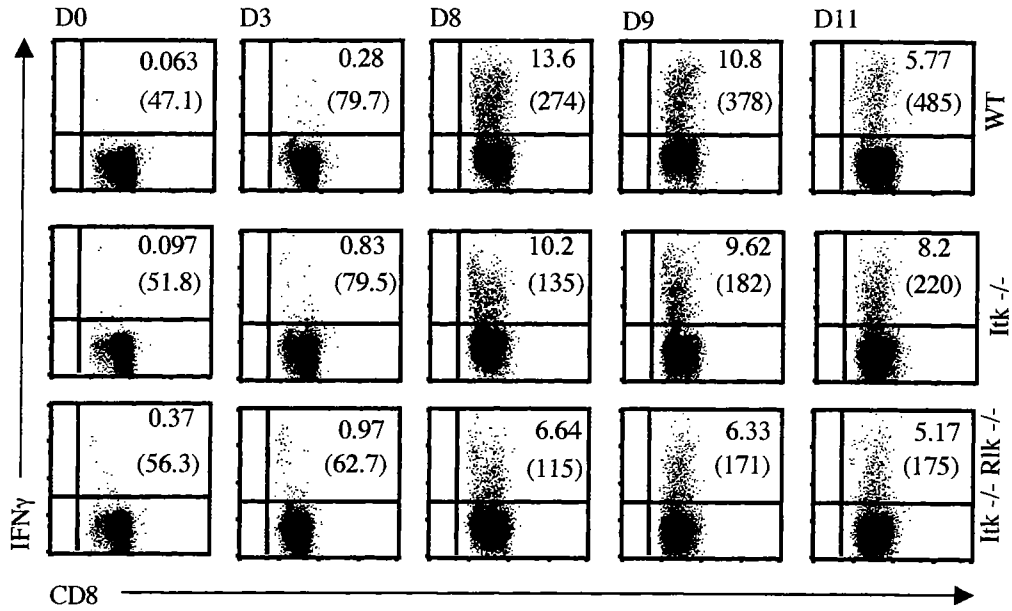 D0 D3 D8 D9 D11
0.063 0.28 13.6 10.8 5.77
(47.1) (79.7) (274) (378) (485)
WT
0.097 0.83 10.2 9.62 8.2
(51.8) (79.5) (135) (182) (220)
Itk -/-
0.37 0.97 6.64 6.33 5.17
(56.3) (62.7) (115) (171) (175)
Itk -/- Rlk -/-
IFNγ
CD8